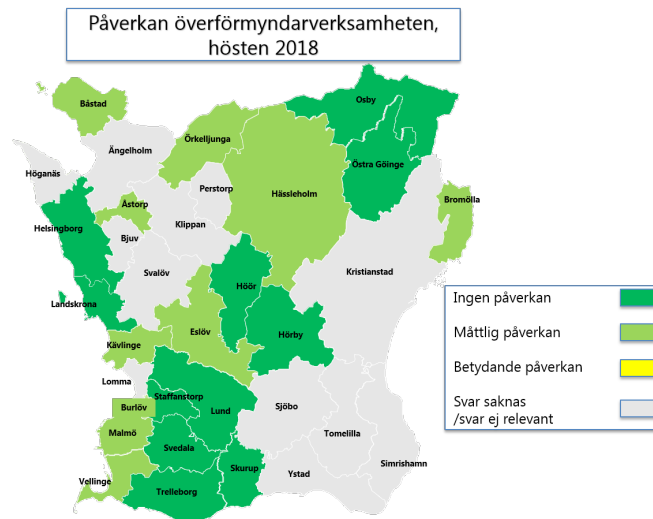 Påverkan överförmyndarverksamheten,
hösten 2018
Båstad
Osby
Örkelljunga
Ängelholm
Östra Göinge
Höganäs
Perstorp
Hässleholm
Bromölla
Åstorp
Klippan
Helsingborg
Bjuv
Svalöv
Kristianstad
Höör
Landskrona
Hörby
Eslöv
Kävlinge
Lomma
Staffanstorp
Burlöv
Lund
Sjöbo
Malmö
Tomelilla
Svedala
Simrishamn
Skurup
Ystad
Vellinge
Trelleborg
Ingen påverkan
Måttlig påverkan
Betydande påverkan
Svar saknas
/svar ej relevant